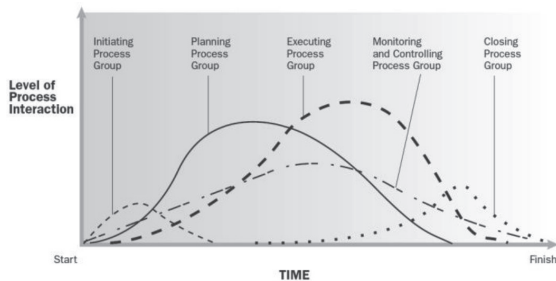 Initiating
Process
Group
Planning
Process
Group
Executing
Process
Group
Monitoring
and Controlling
Process Group
Closing
Process
Group
Level of
Process
Interaction
Start
Finish
TIME